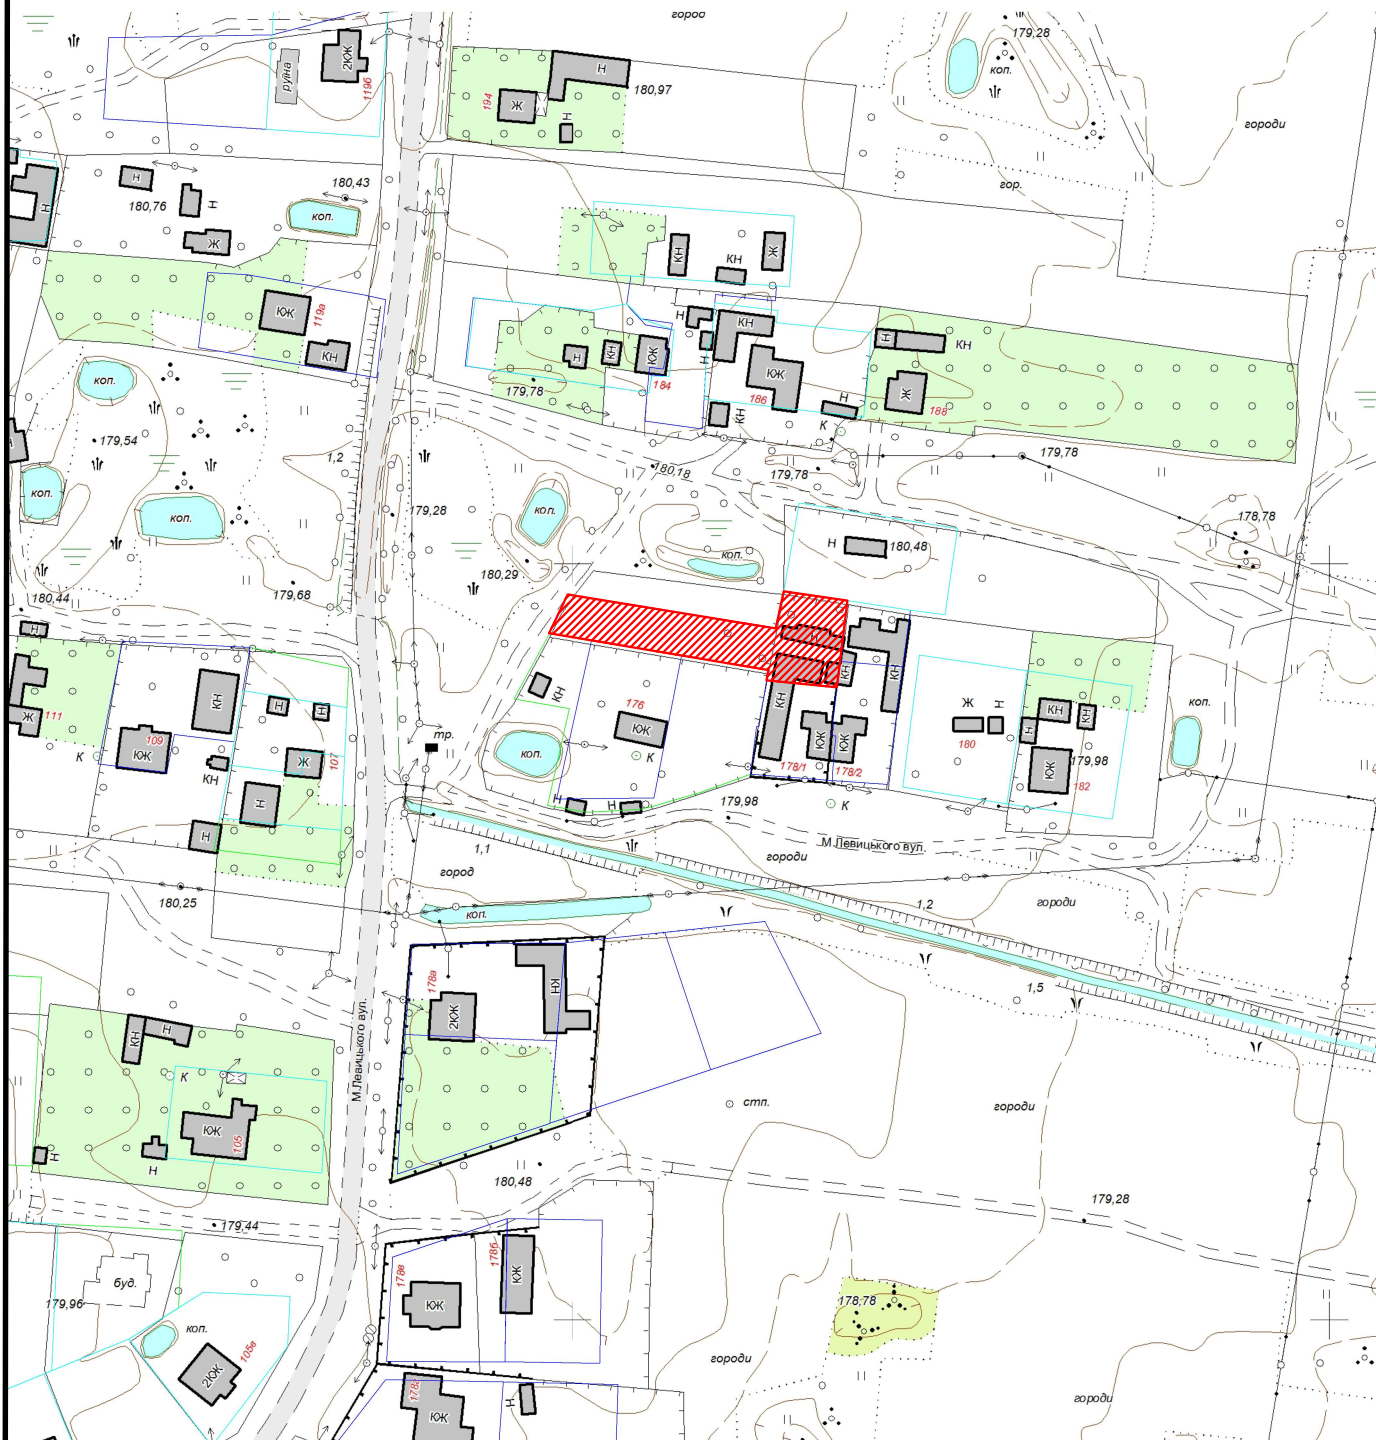 город
179,28
коп.
городи
2КЖ
руїна
119б
Н
180,97
194
Ж
Н
гор.
Н
180,76
Н
Н
180,43
коп.
Ж
КН
КН
Ж
КЖ
119а
КН
Н
КН
Н
КН
КЖ
184
Н
КЖ
186
КН
Н
К
Н
КН
Ж
188
179,78
коп.
179,54
1,2
180,18
179,78
179,78
коп.
коп.
179,28
коп.
178,78
180,29
коп.
Н
180,48
180,44
179,68
Н
Ж
111
КН
109
КЖ
К
КН
Н
Н
Ж
107
Н
Н
тр.
коп.
КН
176
КЖ
К
Н
Н
КН
КН
КН
КЖ
КЖ
178/1
178/2
Ж
Н
180
КН
КН
Н
КЖ
179,98
182
коп.
179,98
К
М.Левицького вул.
1,1
город
городи
180,25
коп.
1,2
городи
178а
2КЖ
КН
1,5
М.Левицького вул.
КН
Н
К
КЖ
105
Н
Н
стп.
городи
180,48
179,28
179,44
буд.
179,96
коп.
2КЖ
105в
178в
178б
КЖ
КЖ
178,78
городи
178г
КЖ
Н
городи